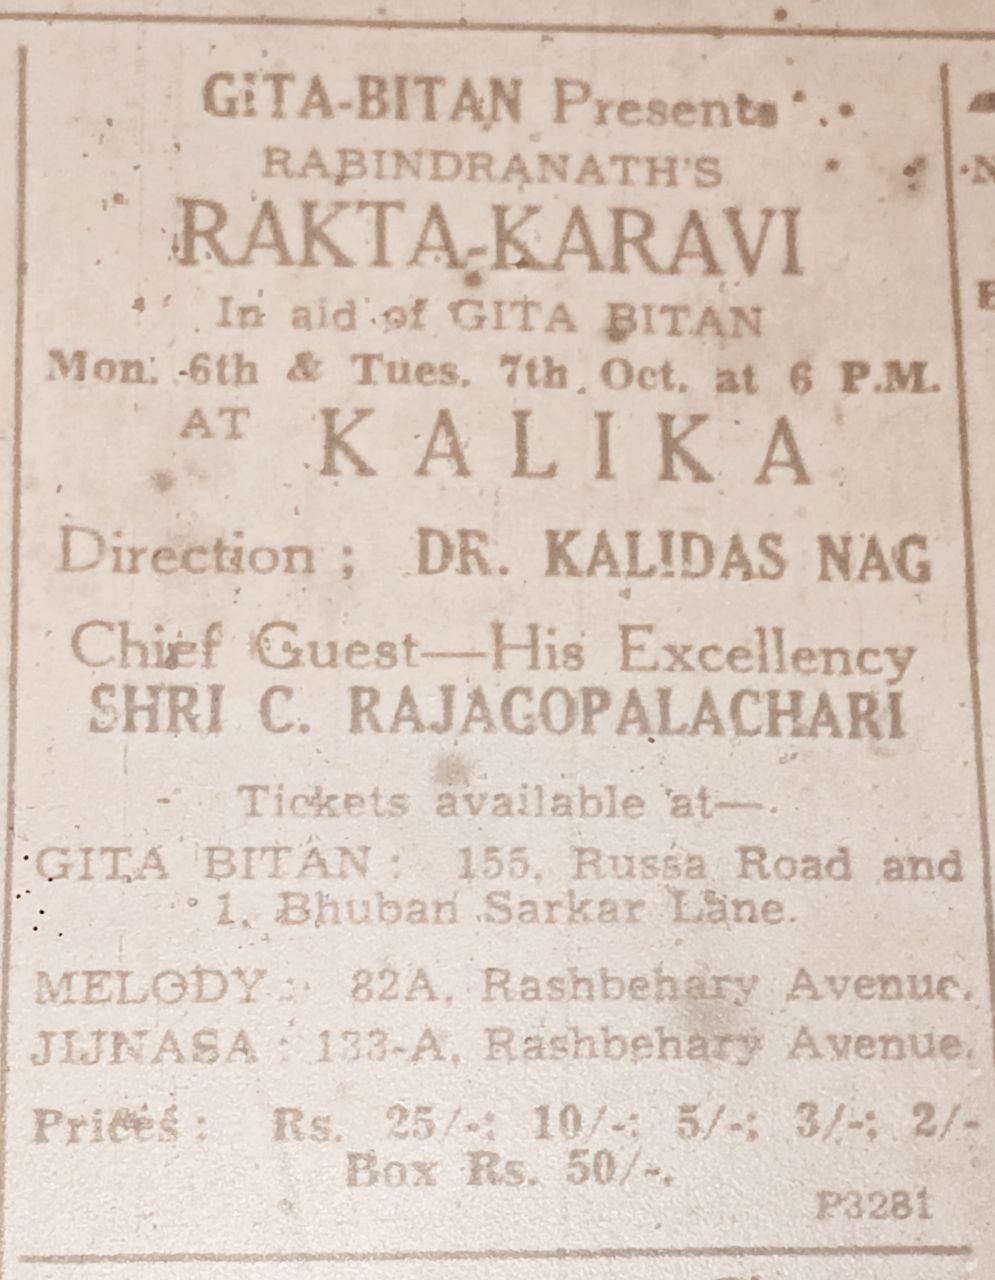 GITA-BITAN Presents
RABINDRANATH'S
RAKTA-KARAVI
In aid of GITA BITAN
Mon. 6th & Tues. 7th Oct. at 6 P.M.
AT KALIKA
Direction ; DR. KALIDAS NAG
Chief Guest—His Excellency
SHRI C. RAJAGOPALACHARI
Tickets available at—.
GITA BITAN : 155, Russa Road and
1, Bhuban Sarkar Lane.
MELODY : 82A, Rashbehary Avenue.
JIJNASA : 133-A, Rashbehary Avenue.
Prices : Rs. 25/-; 10/-; 5/-; 3/-; 2/-
Box Rs. 50/-.
P3281